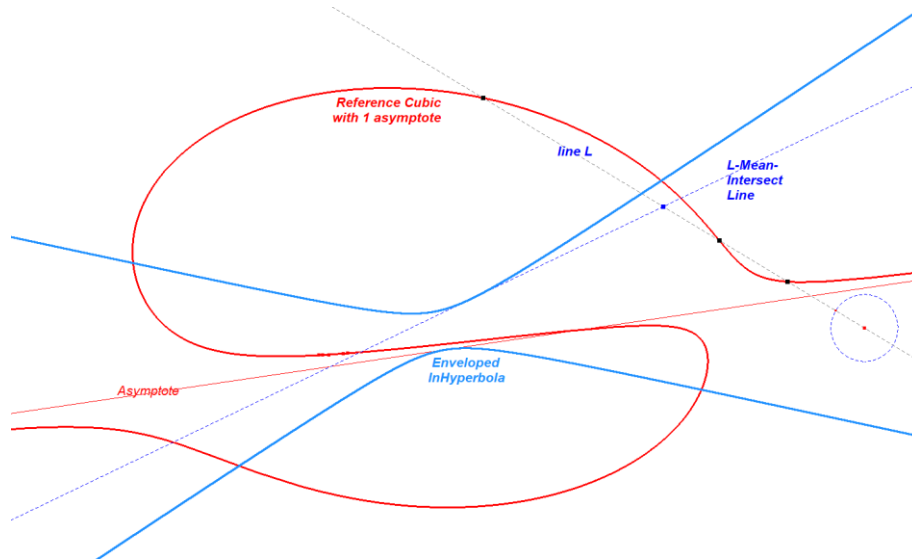 Reference Cubic
with 1 asymptote
line L
L-Mean-
Intersect
Line
Enveloped
InHyperbola
Asymptote